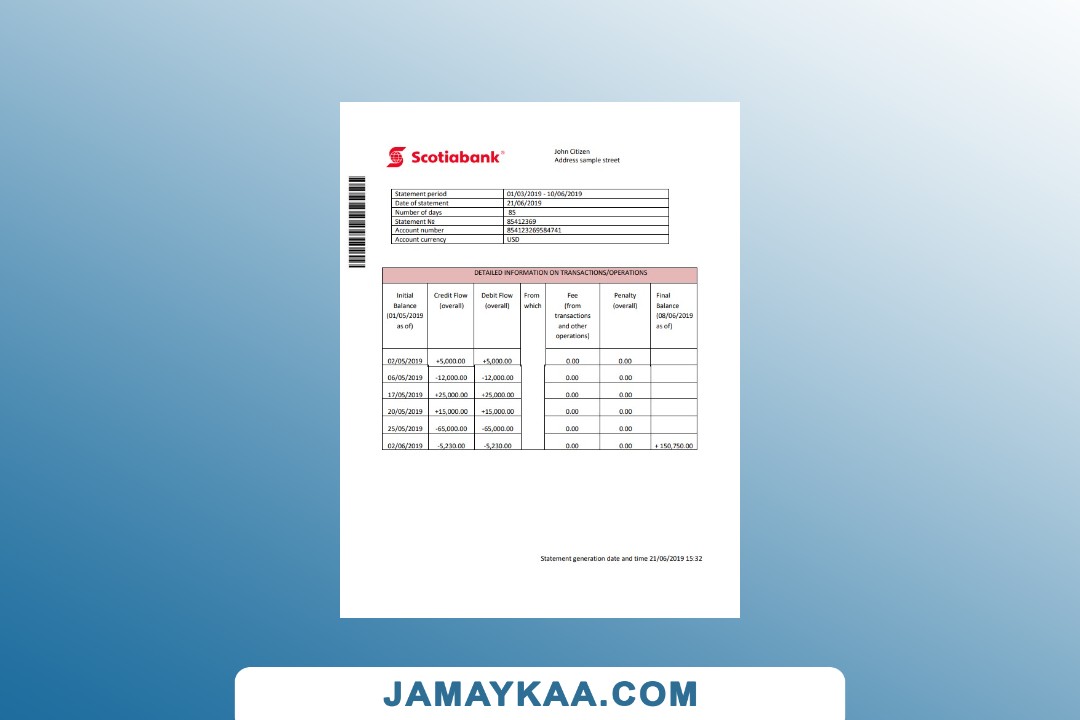 Scotiabank®
John Citizen
Address sample street
Statement period 01/03/2019 - 10/06/2019
Date of statement 21/06/2019
Number of days 85
Statement № 85412369
Account number 854123269584741
Account currency USD
DETAILED INFORMATION ON TRANSACTIONS/OPERATIONS
Initial Credit Flow Debit Flow From Fee Penalty Final
Balance (overall) (overall) which (from (overall) Balance
(01/05/2019 transactions (08/06/2019
as of) and other as of)
operations)
02/05/2019 +5,000.00 +5,000.00 0.00 0.00
06/05/2019 -12,000.00 -12,000.00 0.00 0.00
17/05/2019 +25,000.00 +25,000.00 0.00 0.00
20/05/2019 +15,000.00 +15,000.00 0.00 0.00
25/05/2019 -65,000.00 -65,000.00 0.00 0.00
02/06/2019 -5,230.00 -5,230.00 0.00 0.00 + 150,750.00
Statement generation date and time 21/06/2019 15:32
JAMAYKAA.COM